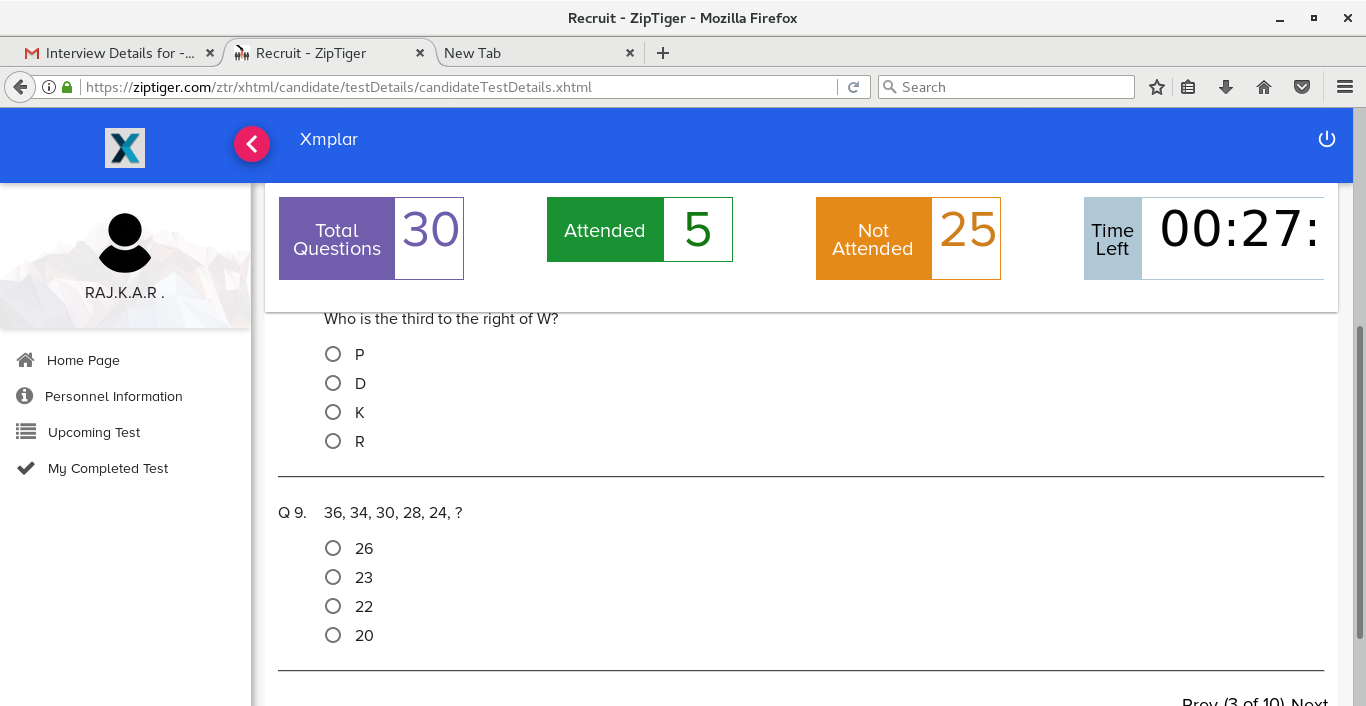 Recruit - ZipTiger - Mozilla Firefox
Interview Details for -... Recruit - ZipTiger New Tab
https://ziptiger.com/ztr/xhtml/candidate/testDetails/candidateTestDetails.xhtml Search
Xmplar
Total Questions 30 Attended 5 Not Attended 25 Time Left 00:27:
RAJ.K.A.R .
Home Page
Personnel Information
Upcoming Test
My Completed Test
Who is the third to the right of W?
P
D
K
R
Q 9. 36, 34, 30, 28, 24, ?
26
23
22
20
Prev (3 of 10) Next